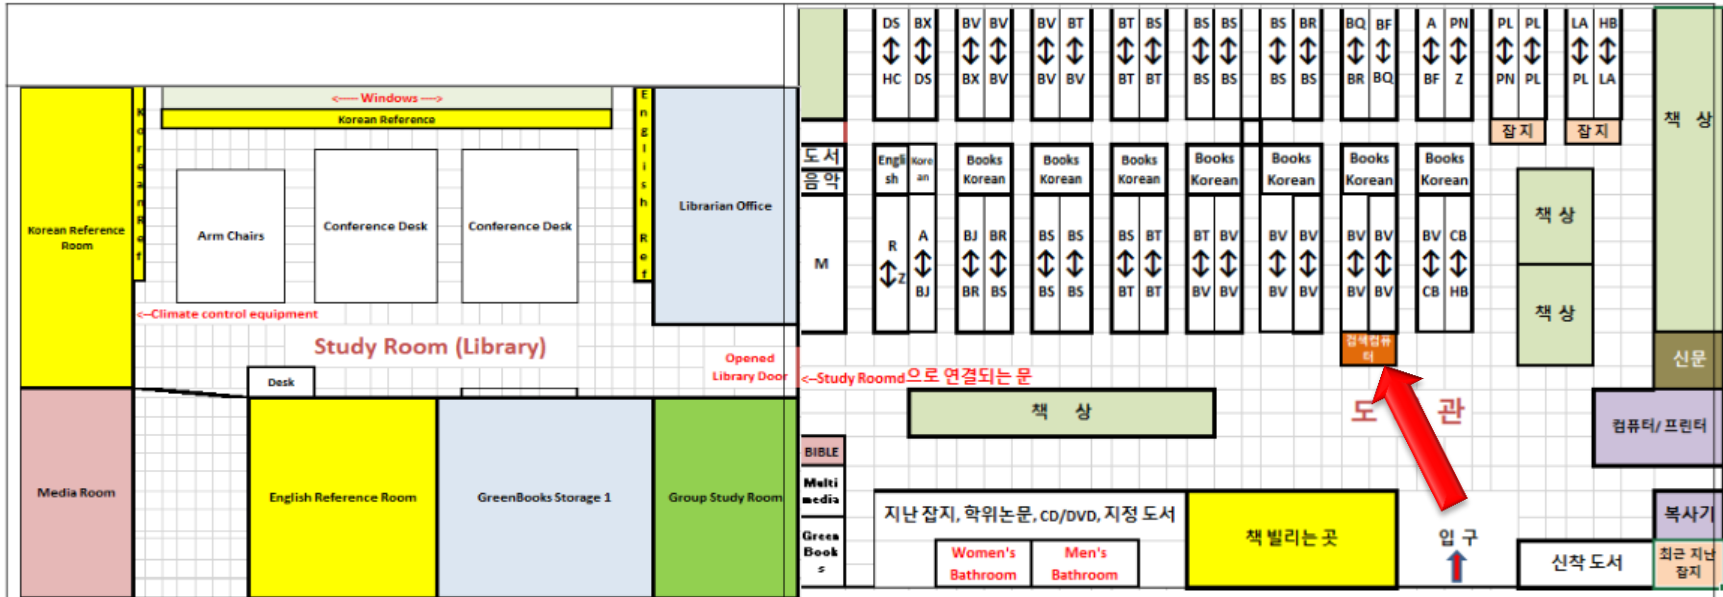 DS BX BV BV BV BT BT BS BS BS BS BR BQ BF A PN PL PL LA HB
HC DS BX BV BV BV BT BT BS BS BS BS BR BQ BF Z PN PL PL LA
잡지 잡지
책 상
<---- Windows ---->
Korean Reference
Korean Ref
English Ref
도서
음악
English
Korean
Books Korean
Books Korean
Books Korean
Books Korean
Books Korean
Books Korean
Books Korean
Korean Reference Room
Arm Chairs
Conference Desk
Conference Desk
Librarian Office
M
R A BJ BR BS BS BS BT BT BV BV BV BV BV BV CB
Z BJ BR BS BS BS BT BT BV BV BV BV BV BV CB HB
책 상
책 상
<--Climate control equipment
Study Room (Library)
Opened
Library Door
<--Study Roomd으로 연결되는 문
검색컴퓨터
신문
Desk
책 상
도 관
컴퓨터/ 프린터
BIBLE
Multi
media
Green
Book
s
Media Room
English Reference Room
GreenBooks Storage 1
Group Study Room
지난 잡지, 학위논문, CD/DVD, 지정 도서
Women's
Bathroom
Men's
Bathroom
책 빌리는 곳
입 구
복사기
신착 도서
최근 지난
잡지